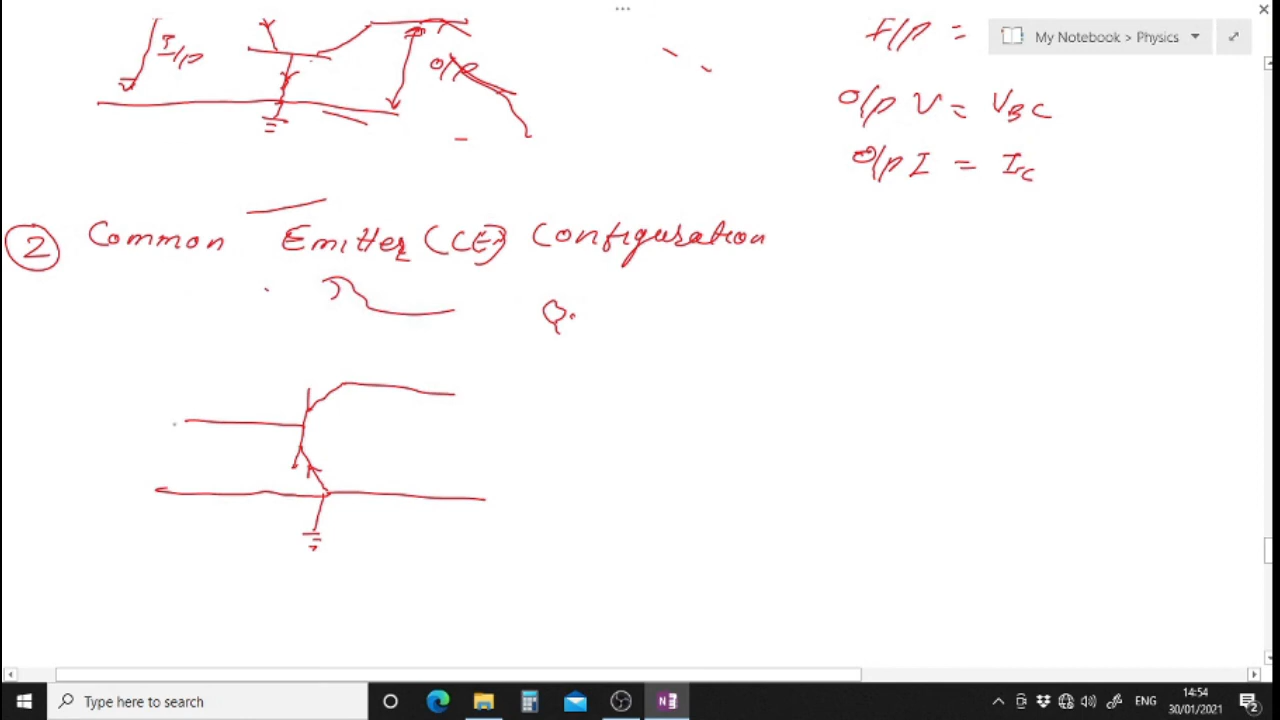 ...
I/p
O/p
My Notebook > Physics
O/p V = VBC
O/p I = IC
2 Common Emitter (CE) Configuration
Type here to search
ENG
14:54
30/01/2021
N
2